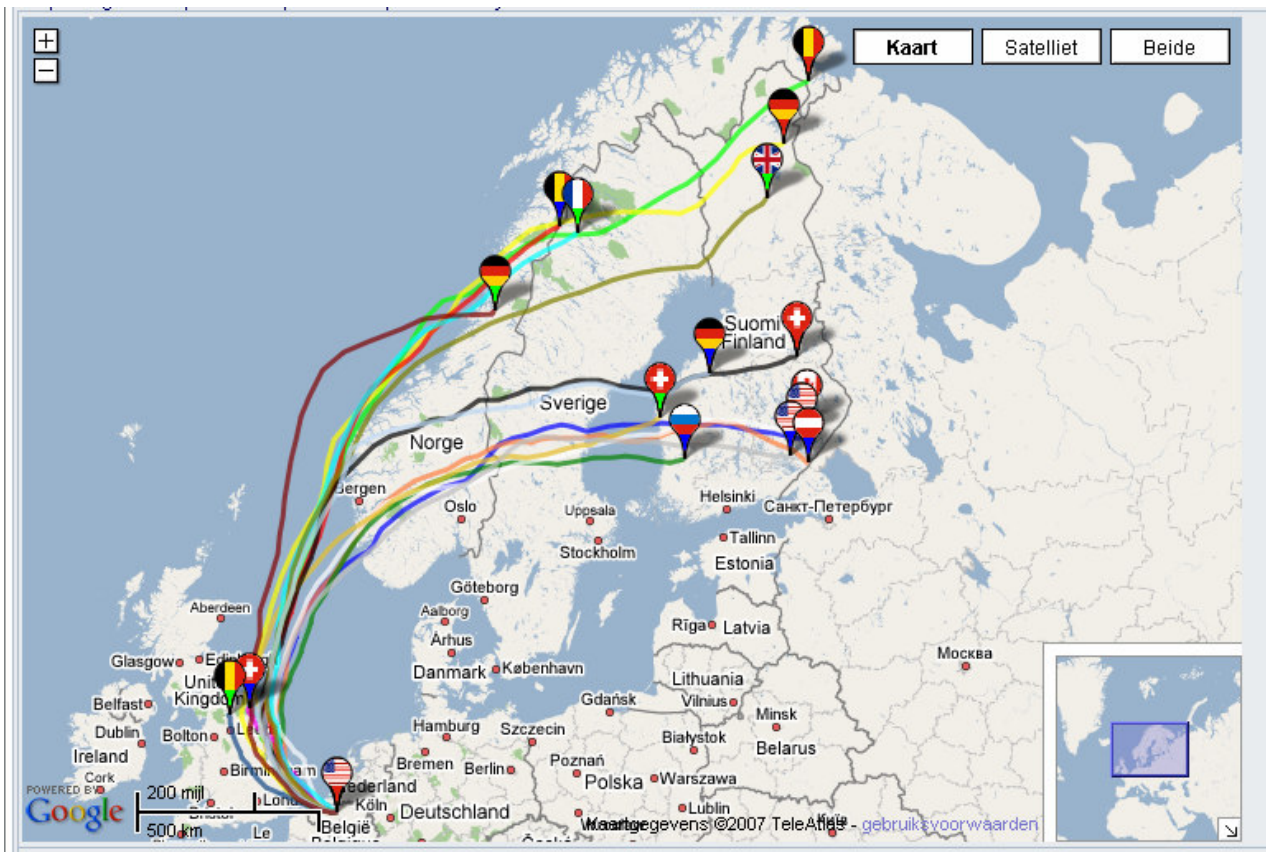 +
−
Kaart
Satelliet
Beide
Suomi
Finland
Sverige
Norge
Bergen
Oslo
Uppsala
Stockholm
Helsinki
Санкт-Петербург
Tallinn
Estonia
Göteborg
Aberdeen
Aalborg
Århus
Rīga
Latvia
Glasgow
Danmark
København
Москва
Lithuania
Belfast
Kingdom
Gdańsk
Vilnius
Minsk
Dublin
Bolton
Hamburg
Szczecin
Białystok
Belarus
Ireland
Bremen
Berlin
Poznań
Polska
Warszawa
Cork
Birmingham
Köln
Deutschland
Lublin
POWERED BY
Google
200 mijl
500 km
Le
België
Kaartgegevens ©2007 TeleAtlas - gebruiksvoorwaarden